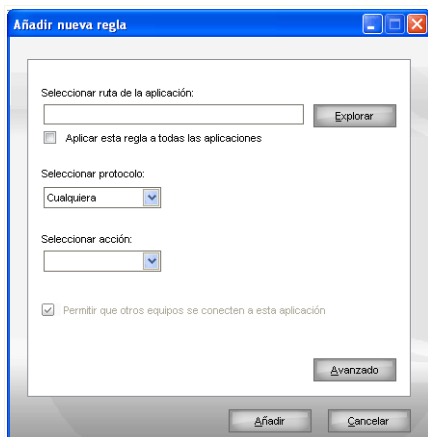 Añadir nueva regla
Seleccionar ruta de la aplicación:
Explorar
Aplicar esta regla a todas las aplicaciones
Seleccionar protocolo:
Cualquiera
Seleccionar acción:
Permitir que otros equipos se conecten a esta aplicación
Avanzado
Añadir
Cancelar